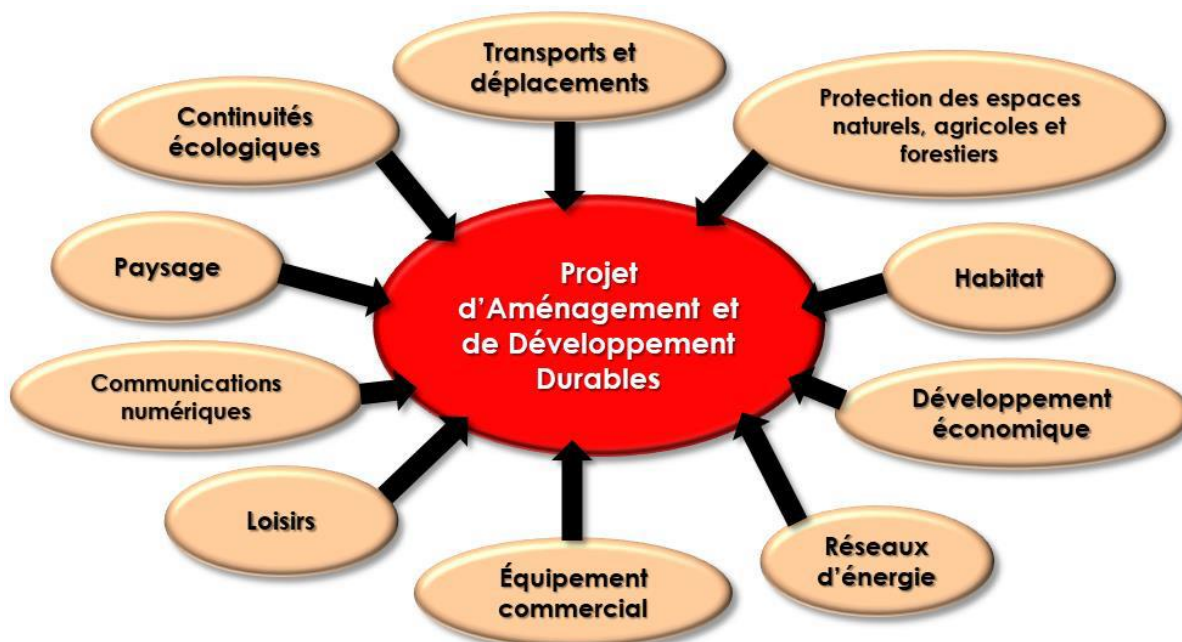 Transports et
déplacements
Protection des espaces
naturels, agricoles et
forestiers
Continuités
écologiques
Paysage
Projet
d’Aménagement et
de Développement
Durables
Habitat
Communications
numériques
Développement
économique
Loisirs
Équipement
commercial
Réseaux
d’énergie